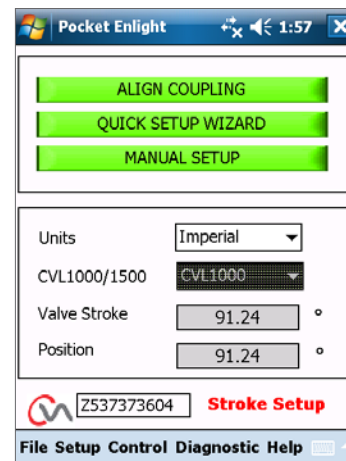 Pocket Enlight 1:57
ALIGN COUPLING
QUICK SETUP WIZARD
MANUAL SETUP
Units Imperial
CVL1000/1500 CVL1000
Valve Stroke 91.24 °
Position 91.24 °
Z537373604 Stroke Setup
File Setup Control Diagnostic Help